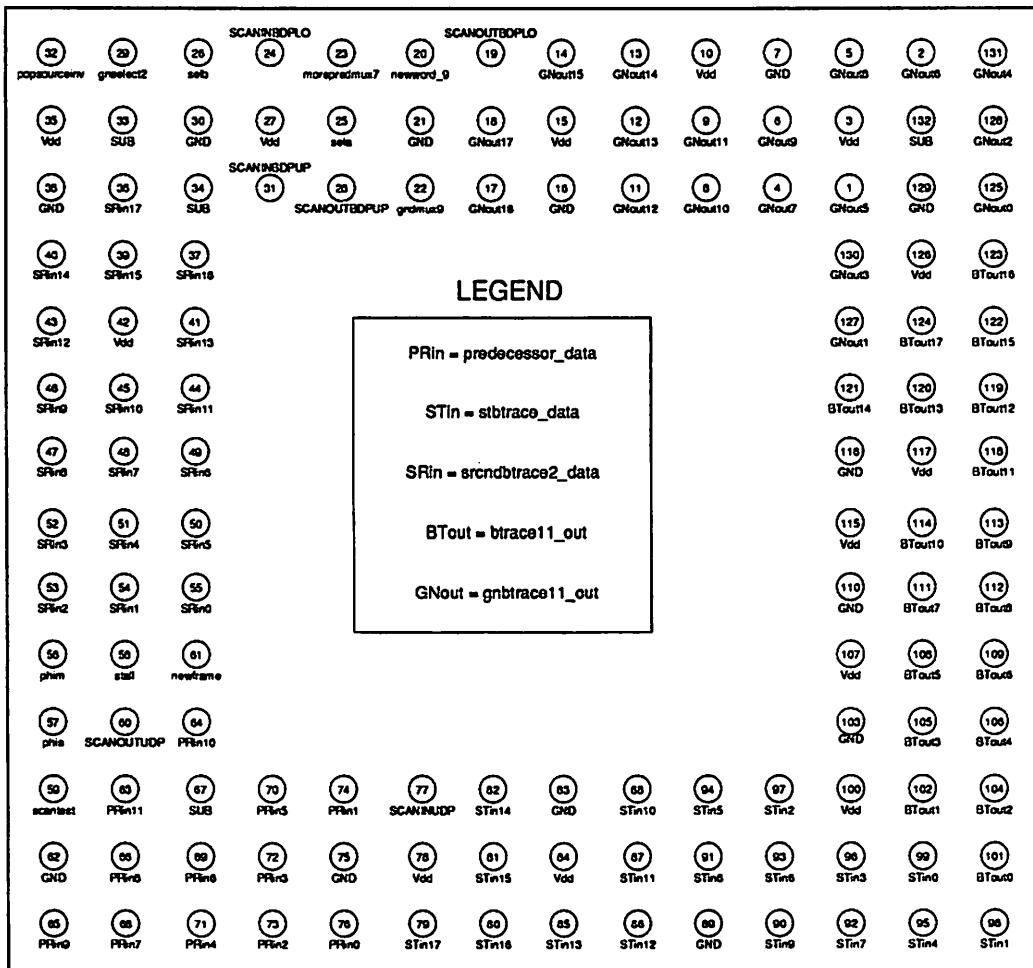 SCANINBDPLO SCANOUTBDPLO
32 29 26 24 23 20 19 14 13 10 7 5 2 131
popsourceinv grselect2 selb morepredmux7 newword_9 GNout15 GNout14 Vdd GND GNout8 GNout6 GNout4
35 33 30 27 25 21 18 15 12 9 6 3 132 128
Vdd SUB GND Vdd sela GND GNout17 Vdd GNout13 GNout11 GNout9 Vdd SUB GNout2
SCANINBDPUP
38 36 34 31 28 22 17 16 11 8 4 1 129 125
GND SRin17 SUB SCANOUTBDPUP grdmux9 GNout16 GND GNout12 GNout10 GNout7 GNout5 GND GNout0
40 39 37 130 126 123
SRin14 SRin15 SRin16 GNout3 Vdd BTout16
LEGEND
43 42 41 127 124 122
SRin12 Vdd SRin13 GNout1 BTout17 BTout15
PRin = predecessor_data
46 45 44 121 120 119
SRin9 SRin10 SRin11 BTout14 BTout13 BTout12
STin = stbtrace_data
47 48 49 116 117 118
SRin8 SRin7 SRin6 GND Vdd BTout11
SRin = srcndbtrace2_data
52 51 50 115 114 113
SRin3 SRin4 SRin5 Vdd BTout10 BTout9
BTout = btrace11_out
53 54 55 110 111 112
SRin2 SRin1 SRin0 GND BTout7 BTout8
GNout = gnbtrace11_out
56 58 61 107 108 109
phim stall newframe Vdd BTout5 BTout6
57 60 64 103 105 106
phis SCANOUTUDP PRin10 GND BTout3 BTout4
59 63 67 70 74 77 82 83 88 94 97 100 102 104
scantest PRin11 SUB PRin5 PRin1 SCANINUDP STin14 GND STin10 STin5 STin2 Vdd BTout1 BTout2
62 66 69 72 75 78 81 84 87 91 93 96 99 101
GND PRin8 PRin6 PRin3 GND Vdd STin15 Vdd STin11 STin8 STin6 STin3 STin0 BTout0
65 68 71 73 76 79 80 85 86 89 90 92 95 98
PRin9 PRin7 PRin4 PRin2 PRin0 STin17 STin16 STin13 STin12 GND STin9 STin7 STin4 STin1